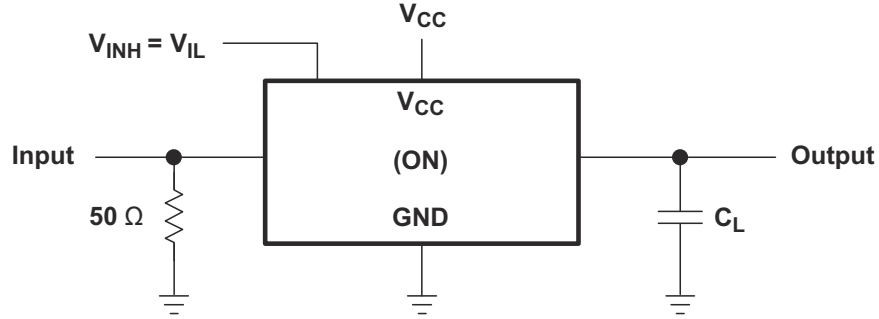 V_CC
V_INH = V_IL
V_CC
Input
(ON)
Output
50 Ω
GND
C_L